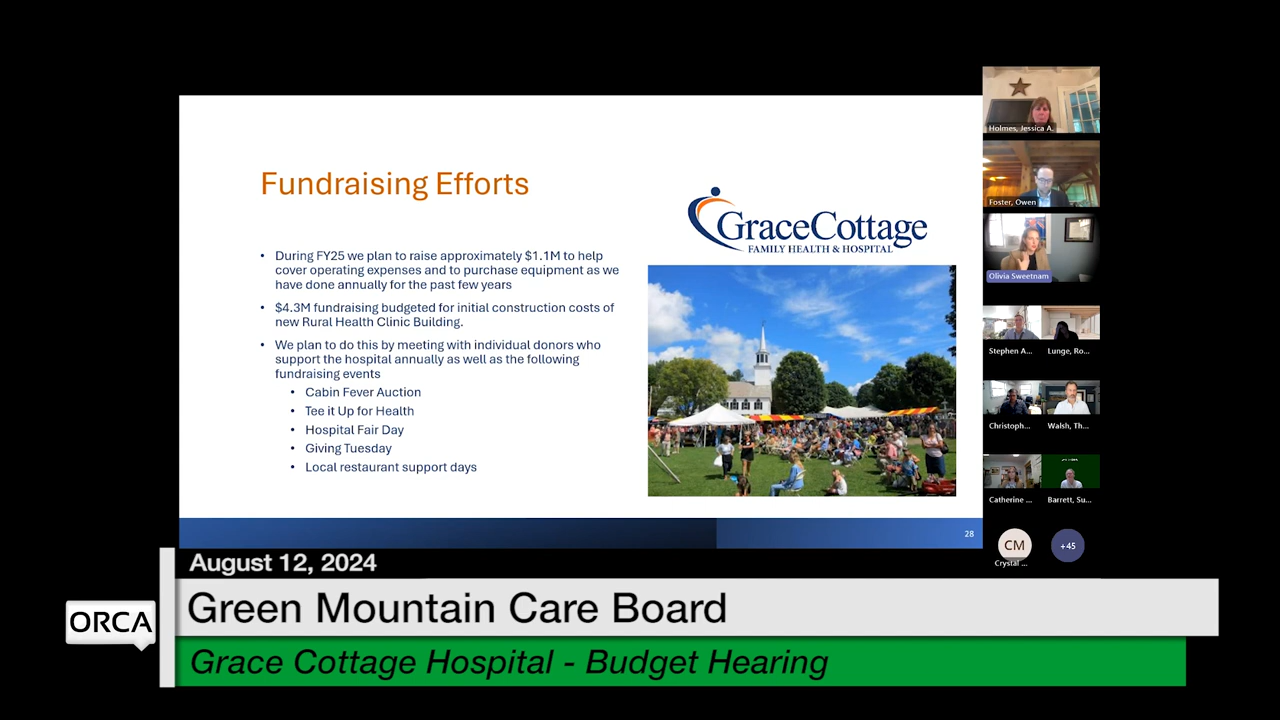 Fundraising Efforts
GraceCottage
FAMILY HEALTH & HOSPITAL
• During FY25 we plan to raise approximately $1.1M to help
cover operating expenses and to purchase equipment as we
have done annually for the past few years
• $4.3M fundraising budgeted for initial construction costs of
new Rural Health Clinic Building.
• We plan to do this by meeting with individual donors who
support the hospital annually as well as the following
fundraising events
• Cabin Fever Auction
• Tee it Up for Health
• Hospital Fair Day
• Giving Tuesday
• Local restaurant support days
28
Holmes, Jessica A.
Foster, Owen
Olivia Sweetnam
Stephen A... Lunge, Ro...
Christoph... Walsh, Th...
Catherine ... Barrett, Su...
CM +45
Crystal ...
August 12, 2024
Green Mountain Care Board
ORCA
Grace Cottage Hospital - Budget Hearing